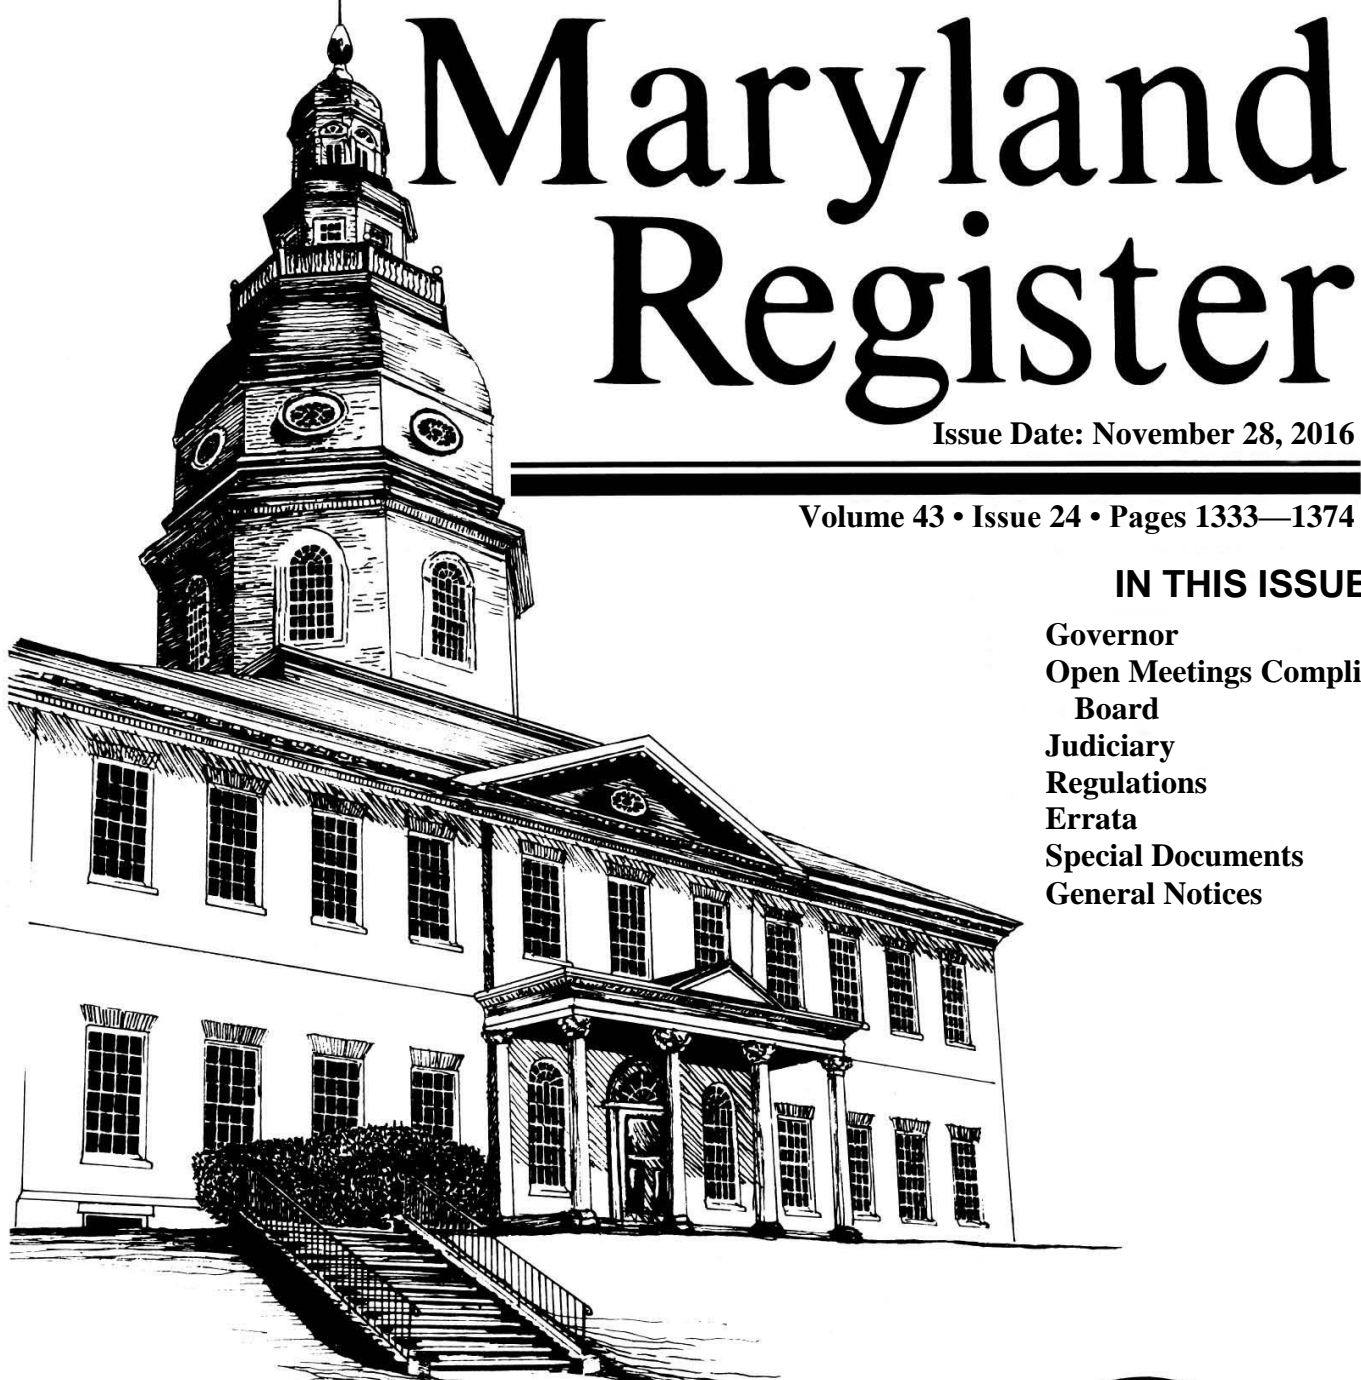 Maryland
Register
Issue Date: November 28, 2016
Volume 43 • Issue 24 • Pages 1333—1374
IN THIS ISSUE
Governor
Open Meetings Compli
Board
Judiciary
Regulations
Errata
Special Documents
General Notices